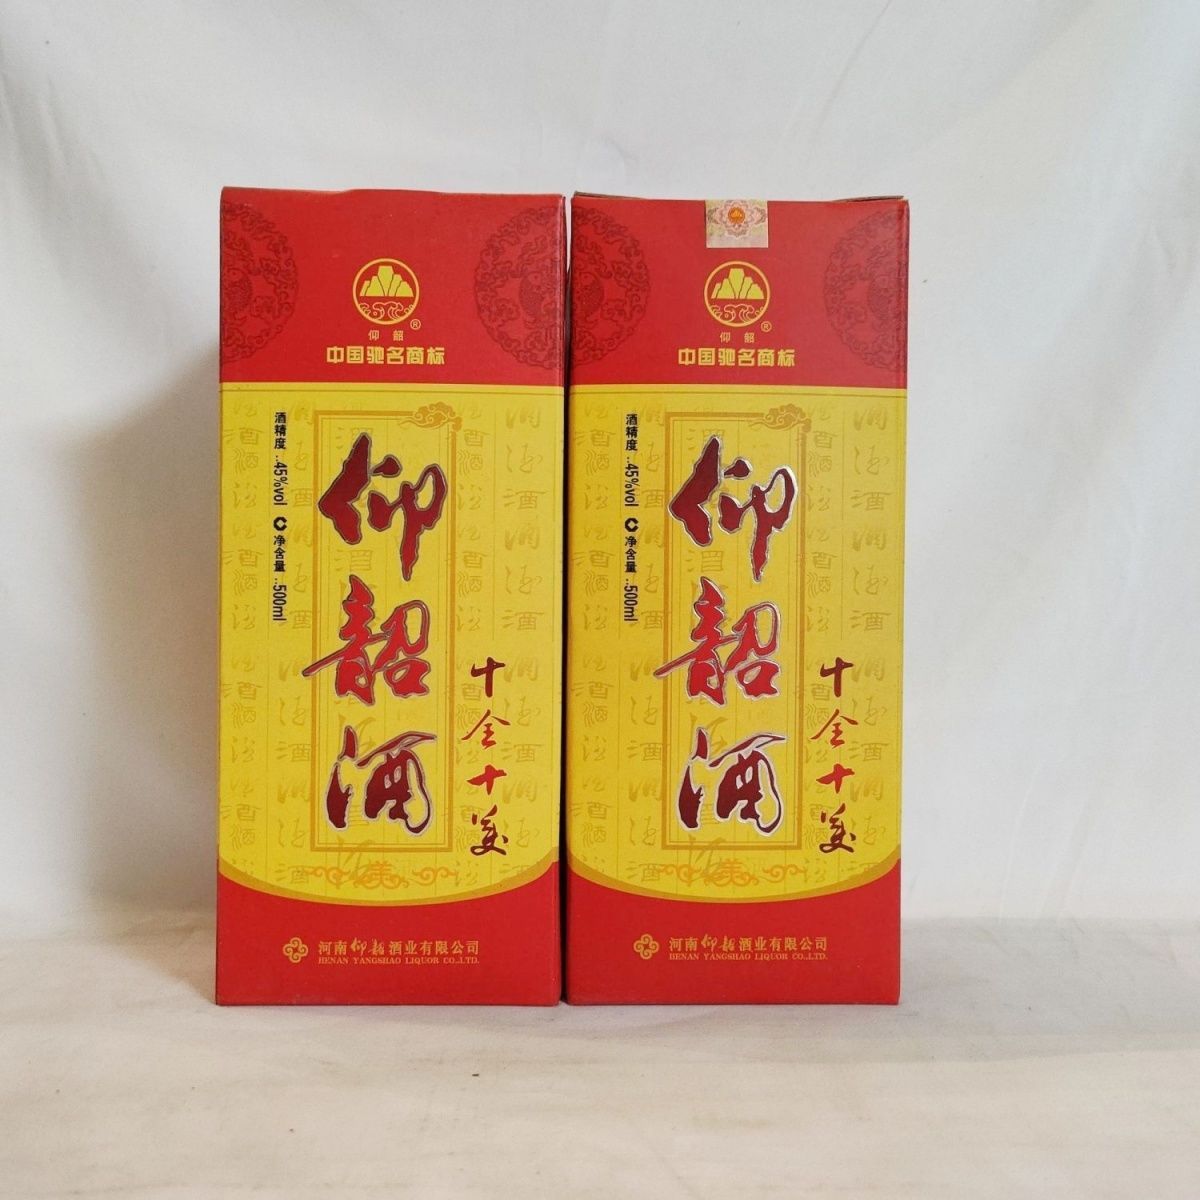 仰韶
®
中国驰名商标
酒精度:45%vol 净含量:500ml
仰韶酒
十全十美
美
河南仰韶酒业有限公司
HENAN YANGSHAO LIQUOR CO.,LTD.
仰韶
®
中国驰名商标
酒精度:45%vol 净含量:500ml
仰韶酒
十全十美
美
河南仰韶酒业有限公司
HENAN YANGSHAO LIQUOR CO.,LTD.